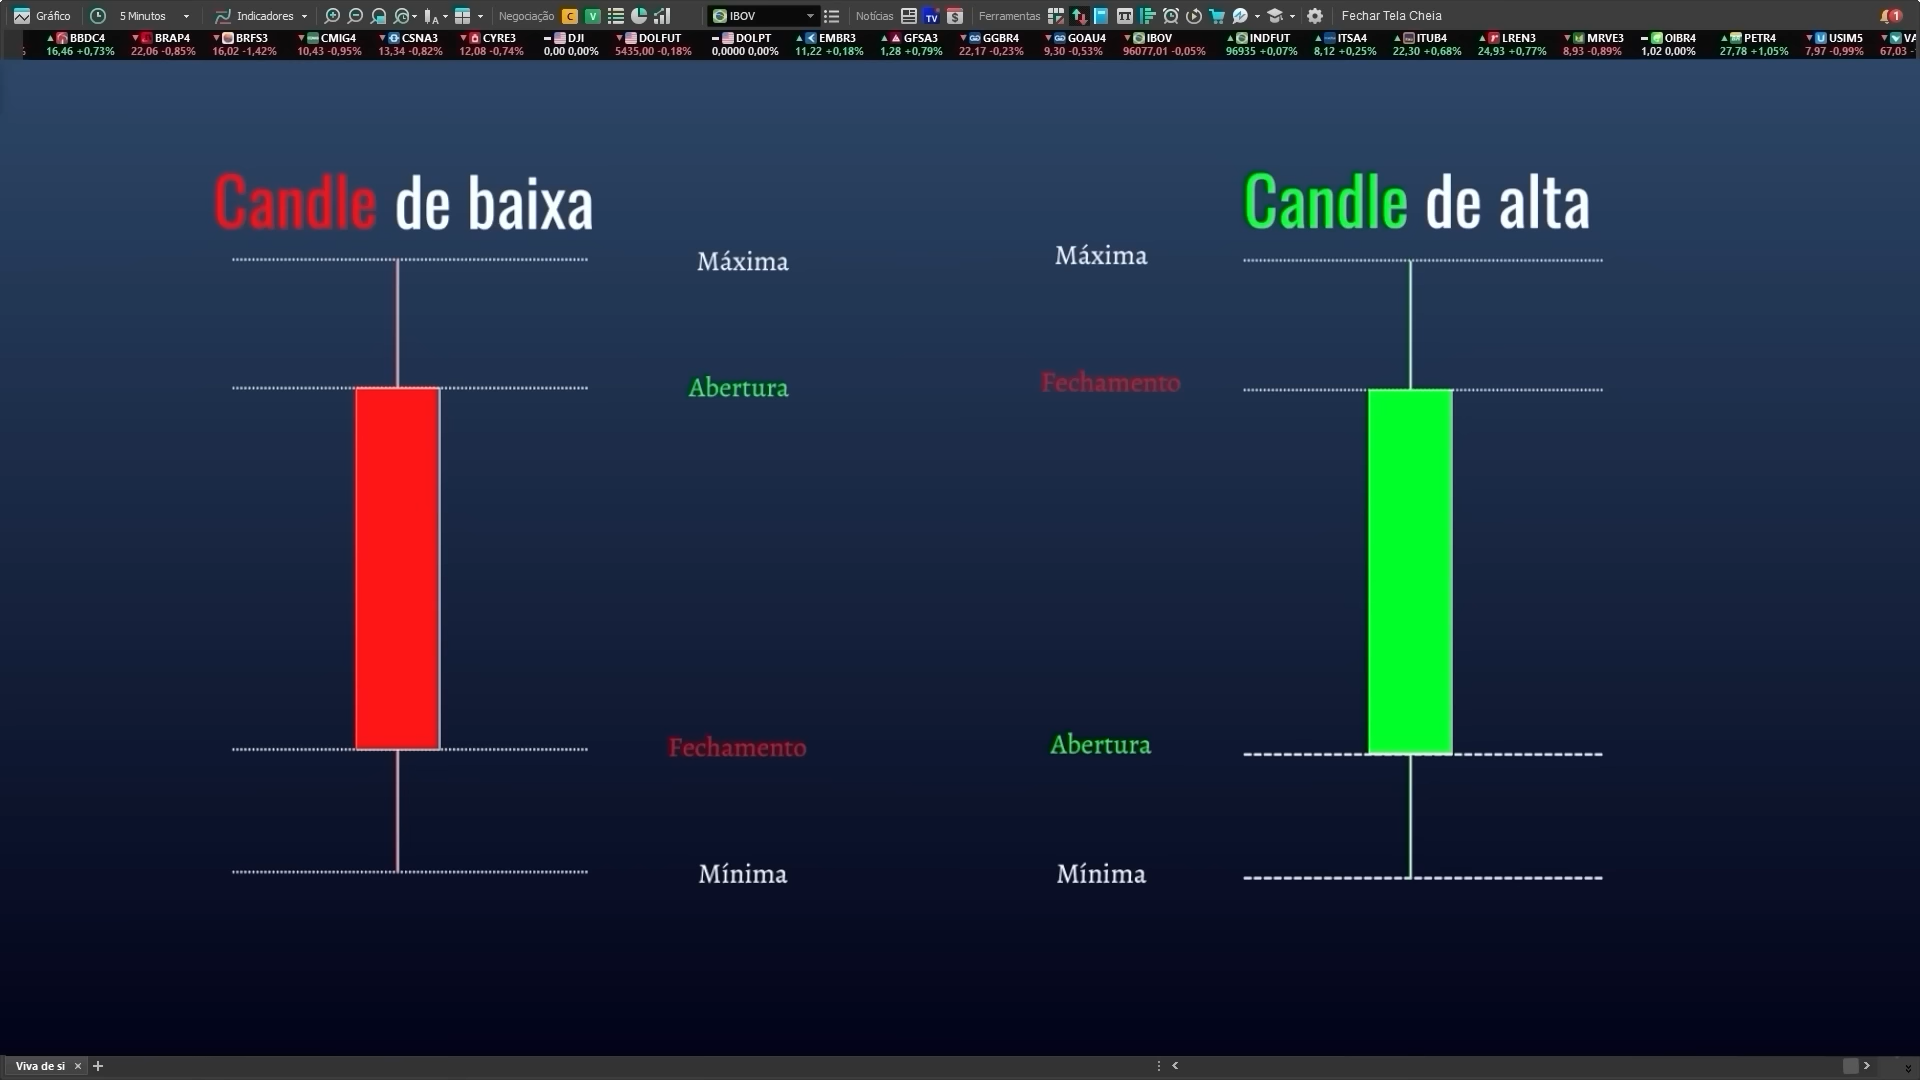 Gráfico 5 Minutos Indicadores A Negociação C V IBOV Notícias TV $ Ferramentas TT Fechar Tela Cheia 1
BBDC4 BRAP4 BRFS3 CMIG4 CSNA3 CYRE3 DJI DOLFUT DOLPT EMBR3 GFSA3 GGBR4 GOAU4 IBOV INDFUT ITSA4 ITUB4 LREN3 MRVE3 OIBR4 PETR4 USIM5 VA
16,46 +0,73% 22,06 -0,85% 16,02 -1,42% 10,43 -0,95% 13,34 -0,82% 12,08 -0,74% 0,00 0,00% 5435,00 -0,18% 0,0000 0,00% 11,22 +0,18% 1,28 +0,79% 22,17 -0,23% 9,30 -0,53% 96077,01 -0,05% 96935 +0,07% 8,12 +0,25% 22,30 +0,68% 24,93 +0,77% 8,93 -0,89% 1,02 0,00% 27,78 +1,05% 7,97 -0,99% 67,03 -
Candle de baixa
Candle de alta
Máxima
Máxima
Abertura
Fechamento
Fechamento
Abertura
Mínima
Mínima
Viva de si